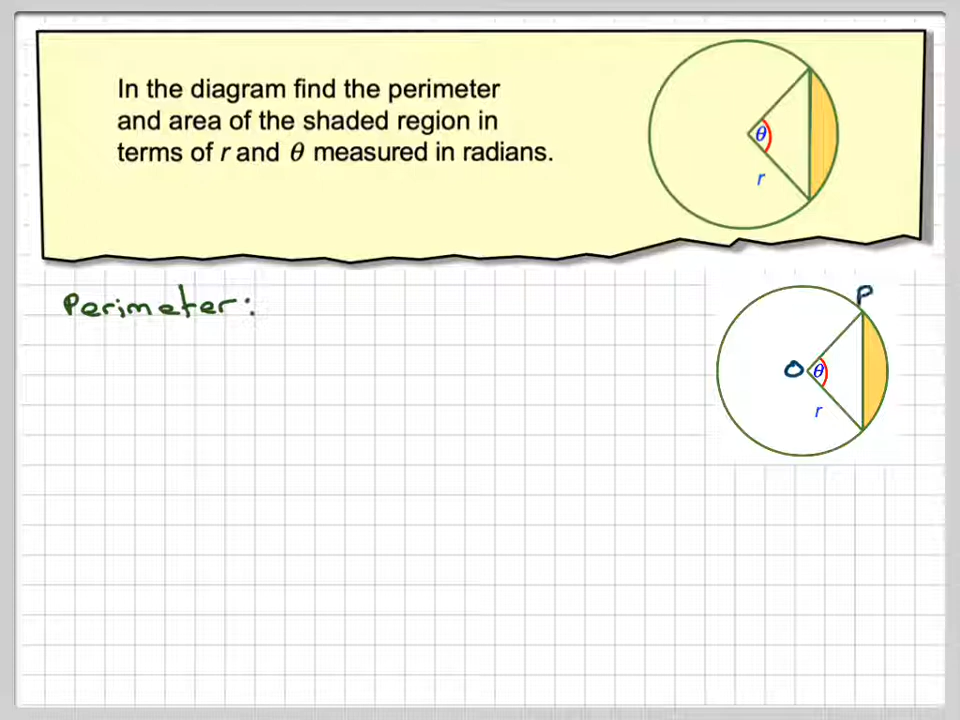 In the diagram find the perimeter
and area of the shaded region in
terms of r and θ measured in radians.
θ
r
Perimeter:
P
O
θ
r